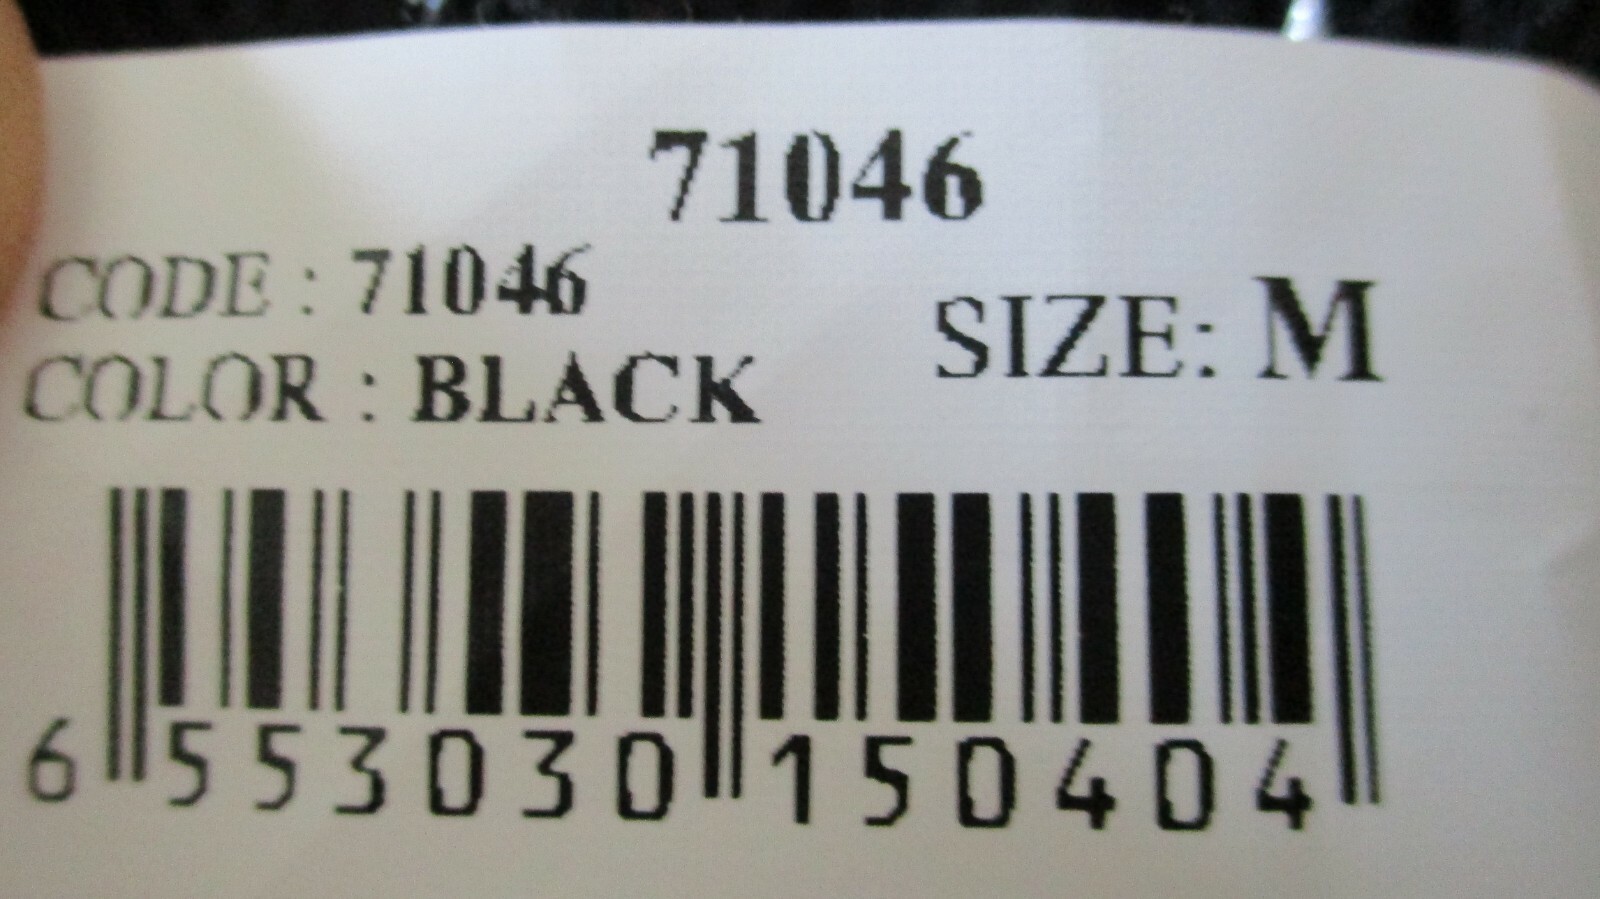 71046
CODE : 71046
COLOR : BLACK
SIZE: M
6 553030 150404